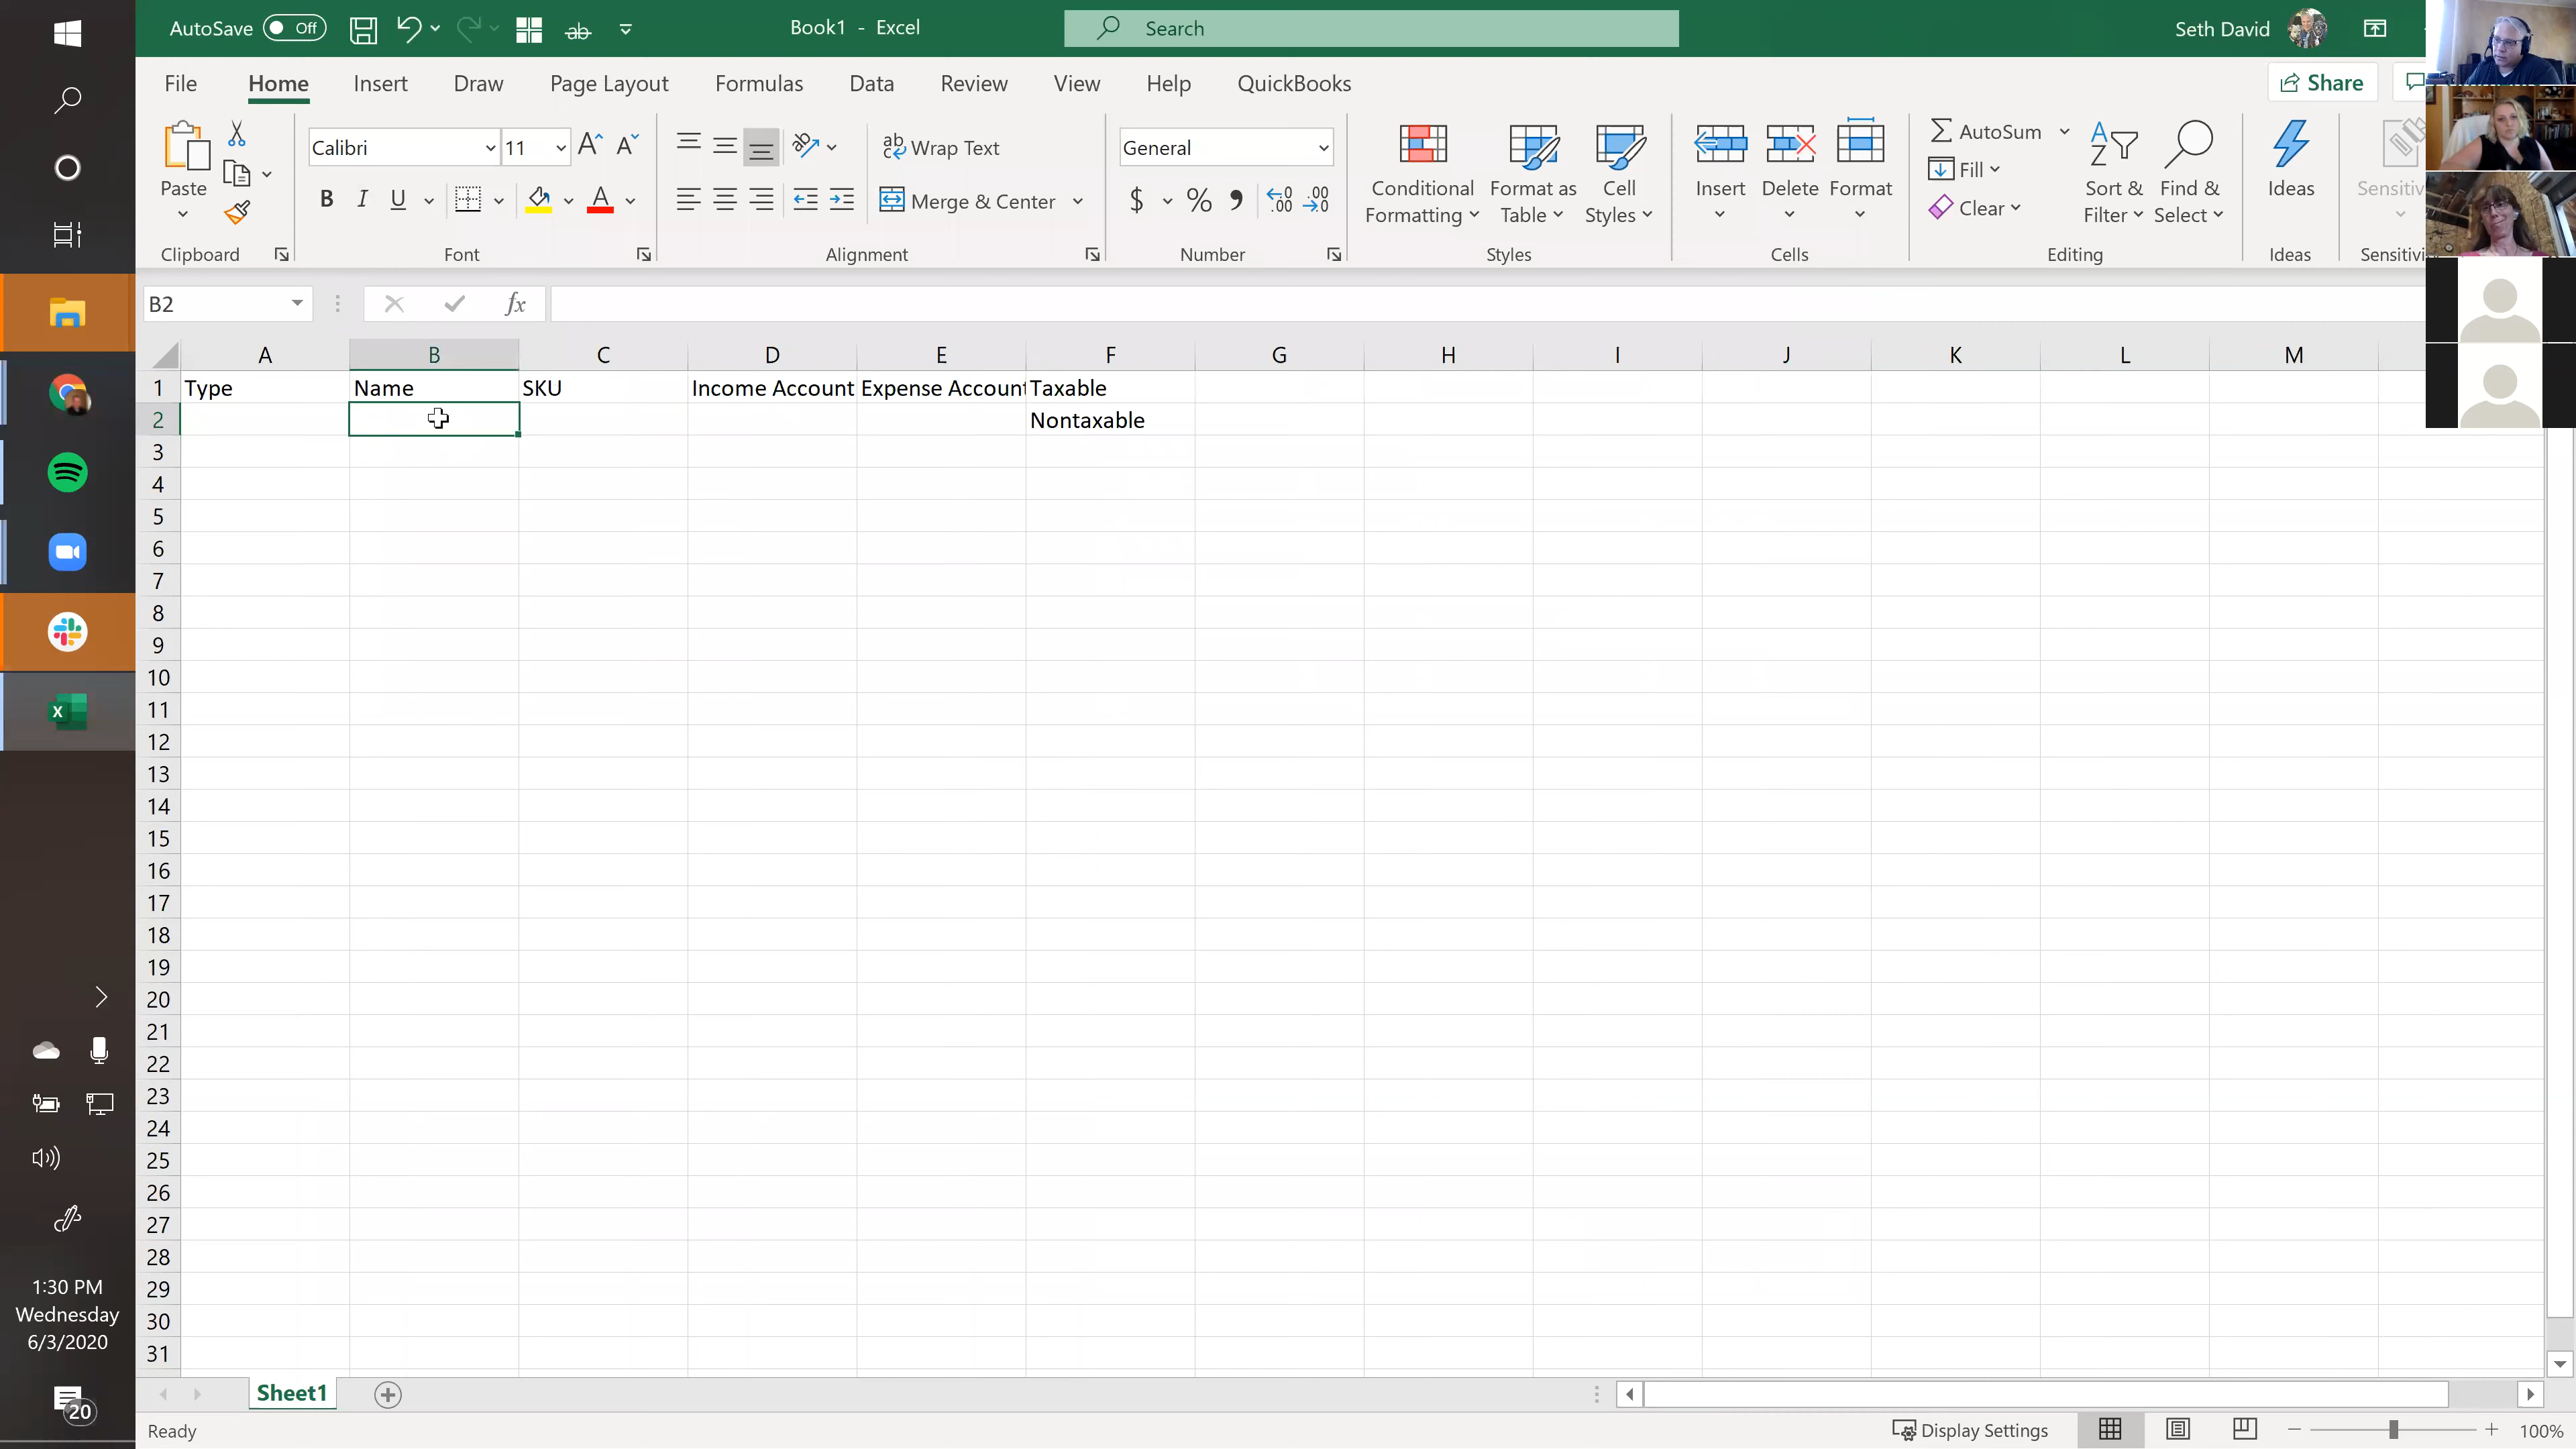 AutoSave Off Book1 - Excel Search Seth David
File Home Insert Draw Page Layout Formulas Data Review View Help QuickBooks Share
Calibri 11 ab Wrap Text General AutoSum
Fill
Paste Conditional Format as Cell Insert Delete Format Sort & Find & Ideas Sensitiv
B I U Merge & Center $ % Formatting Table Styles Clear Filter Select
Clipboard Font Alignment Number Styles Cells Editing Ideas Sensitivi
B2 fx
A B C D E F G H I J K L M
1 Type Name SKU Income Account Expense Accoun Taxable
2 Nontaxable
3
4
5
6
7
8
9
10
11
12
13
14
15
16
17
18
19
20
21
22
23
24
25
26
27
28
29
30
31
1:30 PM
Wednesday
6/3/2020
20
Sheet1
Ready Display Settings 100%